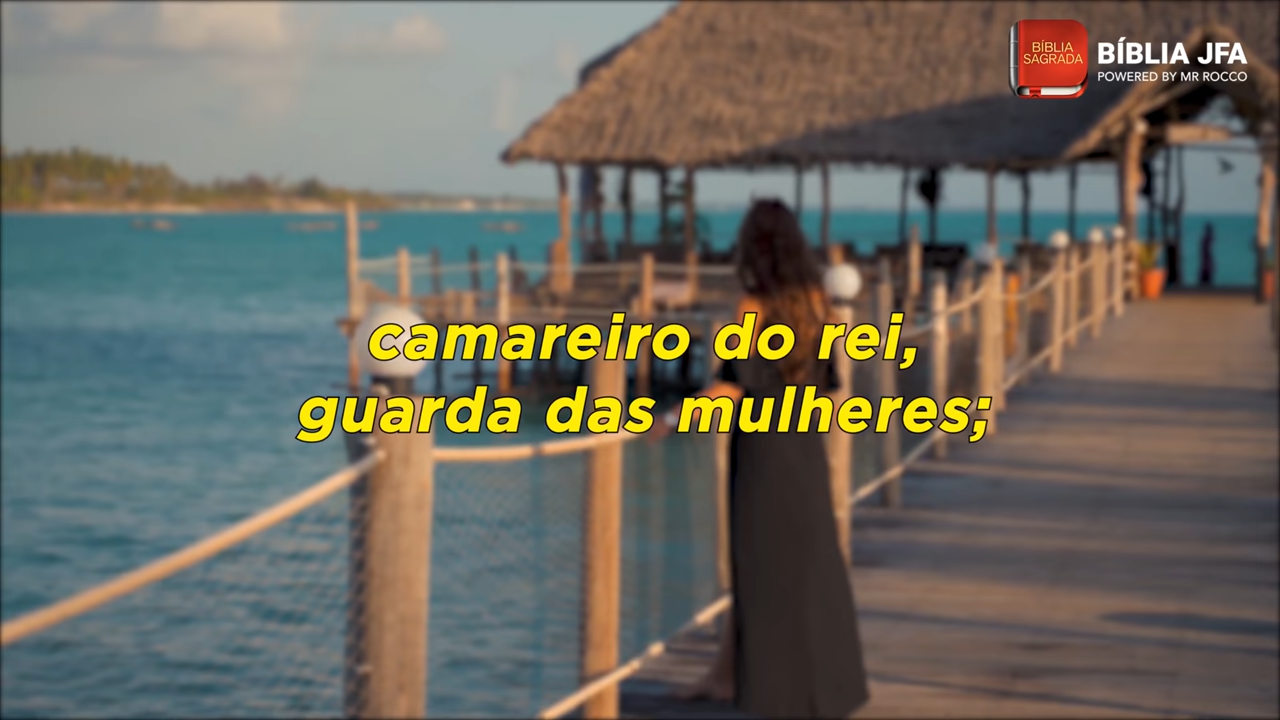 BÍBLIA
SAGRADA
BÍBLIA JFA
POWERED BY MR ROCCO
camareiro do rei,
guarda das mulheres;